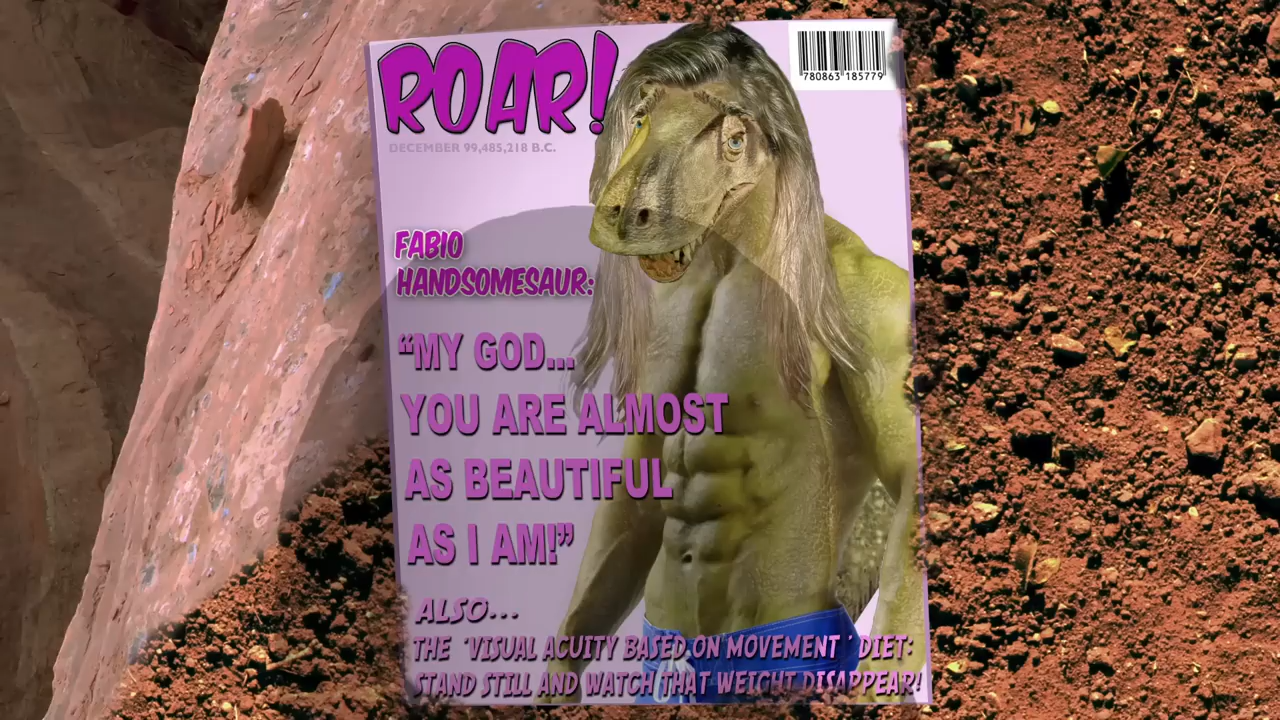 ROAR!
780863 185779
DECEMBER 99,485,218 B.C.
FABIO
HANDSOMESAUR:
“MY GOD...
YOU ARE ALMOST
AS BEAUTIFUL
AS I AM!”
ALSO...
THE 'VISUAL ACUITY BASED ON MOVEMENT ' DIET:
STAND STILL AND WATCH THAT WEIGHT DISAPPEAR!